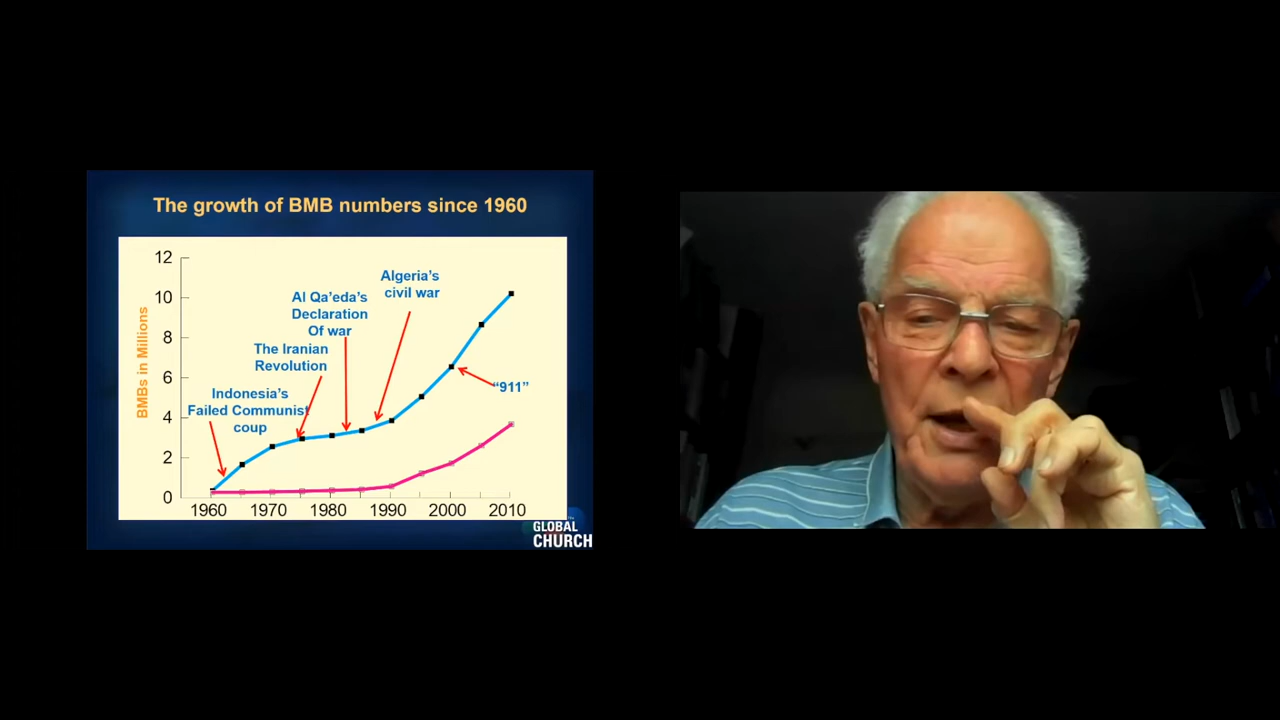 The growth of BMB numbers since 1960
BMBs in Millions
12
10
8
6
4
2
0
Algeria's
civil war
Al Qa'eda's
Declaration
Of war
The Iranian
Revolution
Indonesia's
Failed Communist
coup
"911"
1960 1970 1980 1990 2000 2010
GLOBAL
CHURCH